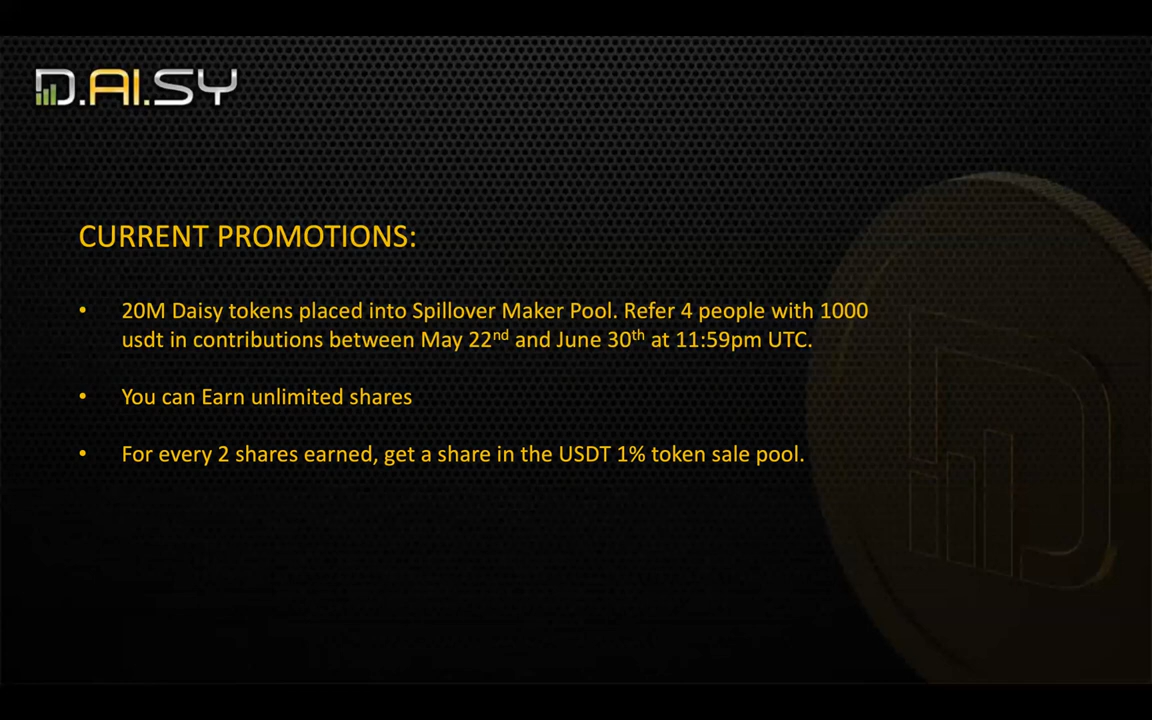 D.AI.SY
CURRENT PROMOTIONS:
• 20M Daisy tokens placed into Spillover Maker Pool. Refer 4 people with 1000
usdt in contributions between May 22nd and June 30th at 11:59pm UTC.
• You can Earn unlimited shares
• For every 2 shares earned, get a share in the USDT 1% token sale pool.